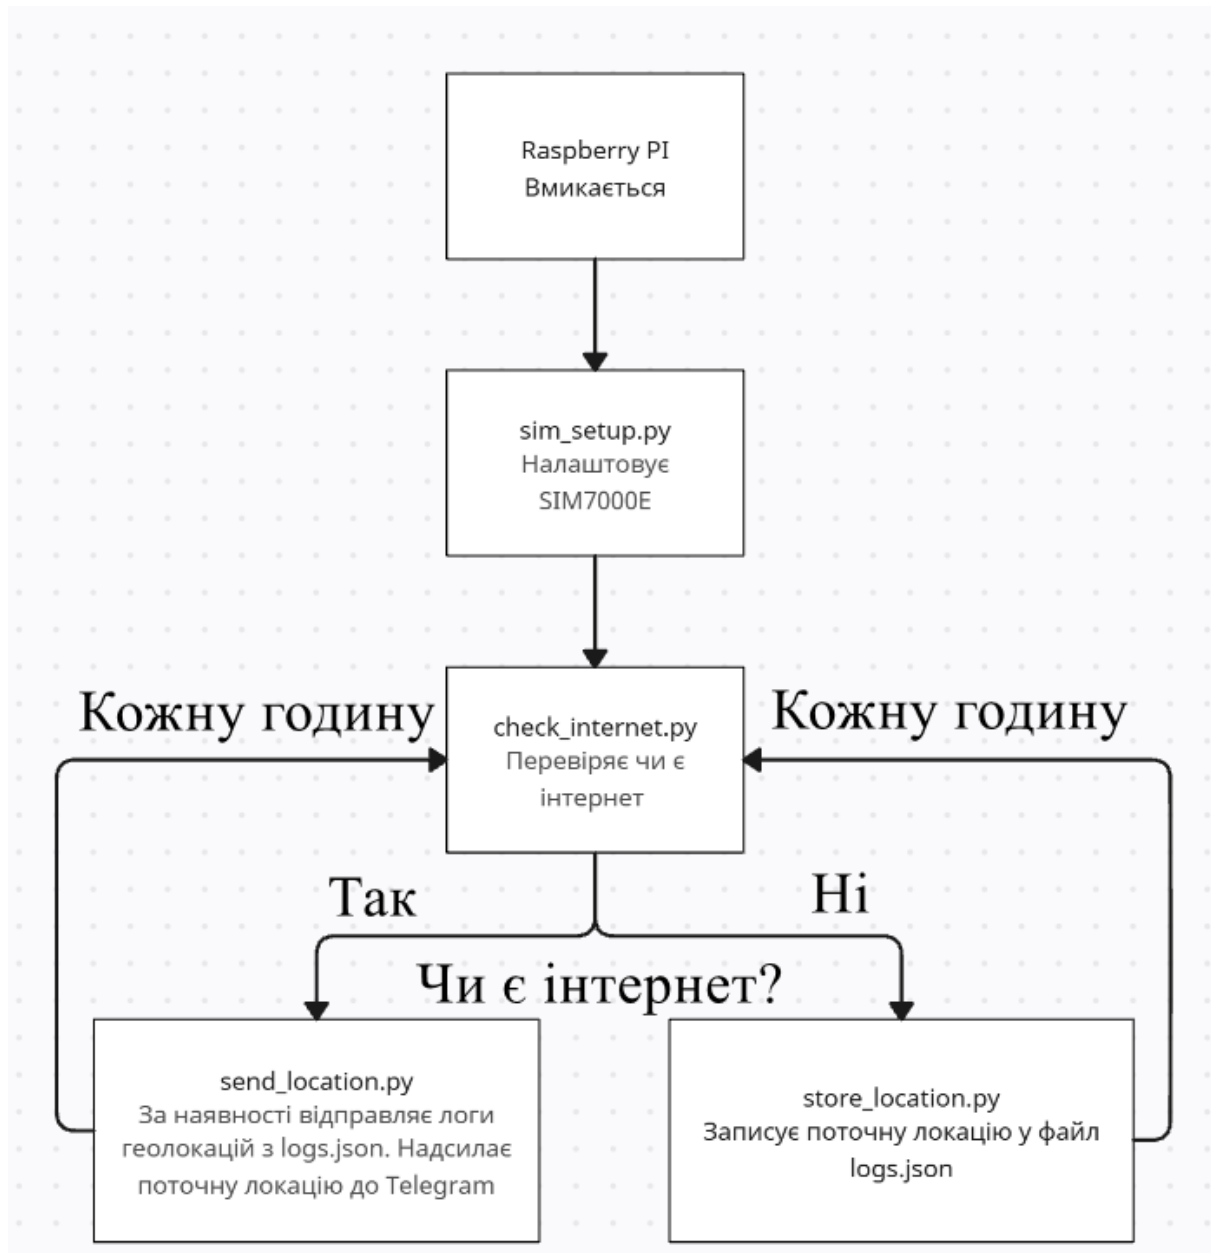 Raspberry PI
Вмикається
sim_setup.py
Налаштовує
SIM7000E
Кожну годину
Кожну годину
check_internet.py
Перевіряє чи є
інтернет
Так
Ні
Чи є інтернет?
send_location.py
За наявності відправляє логи
геолокацій з logs.json. Надсилає
поточну локацію до Telegram
store_location.py
Записує поточну локацію у файл
logs.json